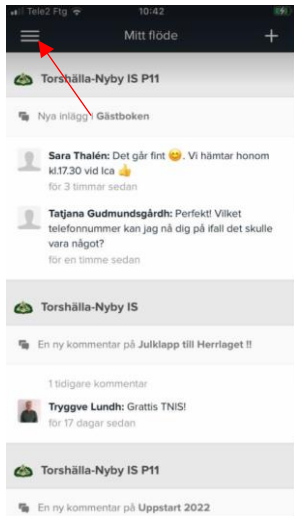 Tele2 Ftg 10:42
Mitt flöde +
Torshälla-Nyby IS P11
Nya inlägg i Gästboken
Sara Thalén: Det går fint 😊. Vi hämtar honom
kl.17.30 vid Ica 👍
för 3 timmar sedan
Tatjana Gudmundsgårdh: Perfekt! Vilket
telefonnummer kan jag nå dig på ifall det skulle
vara något?
för en timme sedan
Torshälla-Nyby IS
En ny kommentar på Julklapp till Herrlaget !!
1 tidigare kommentar
Tryggve Lundh: Grattis TNIS!
för 17 dagar sedan
Torshälla-Nyby IS P11
En ny kommentar på Uppstart 2022